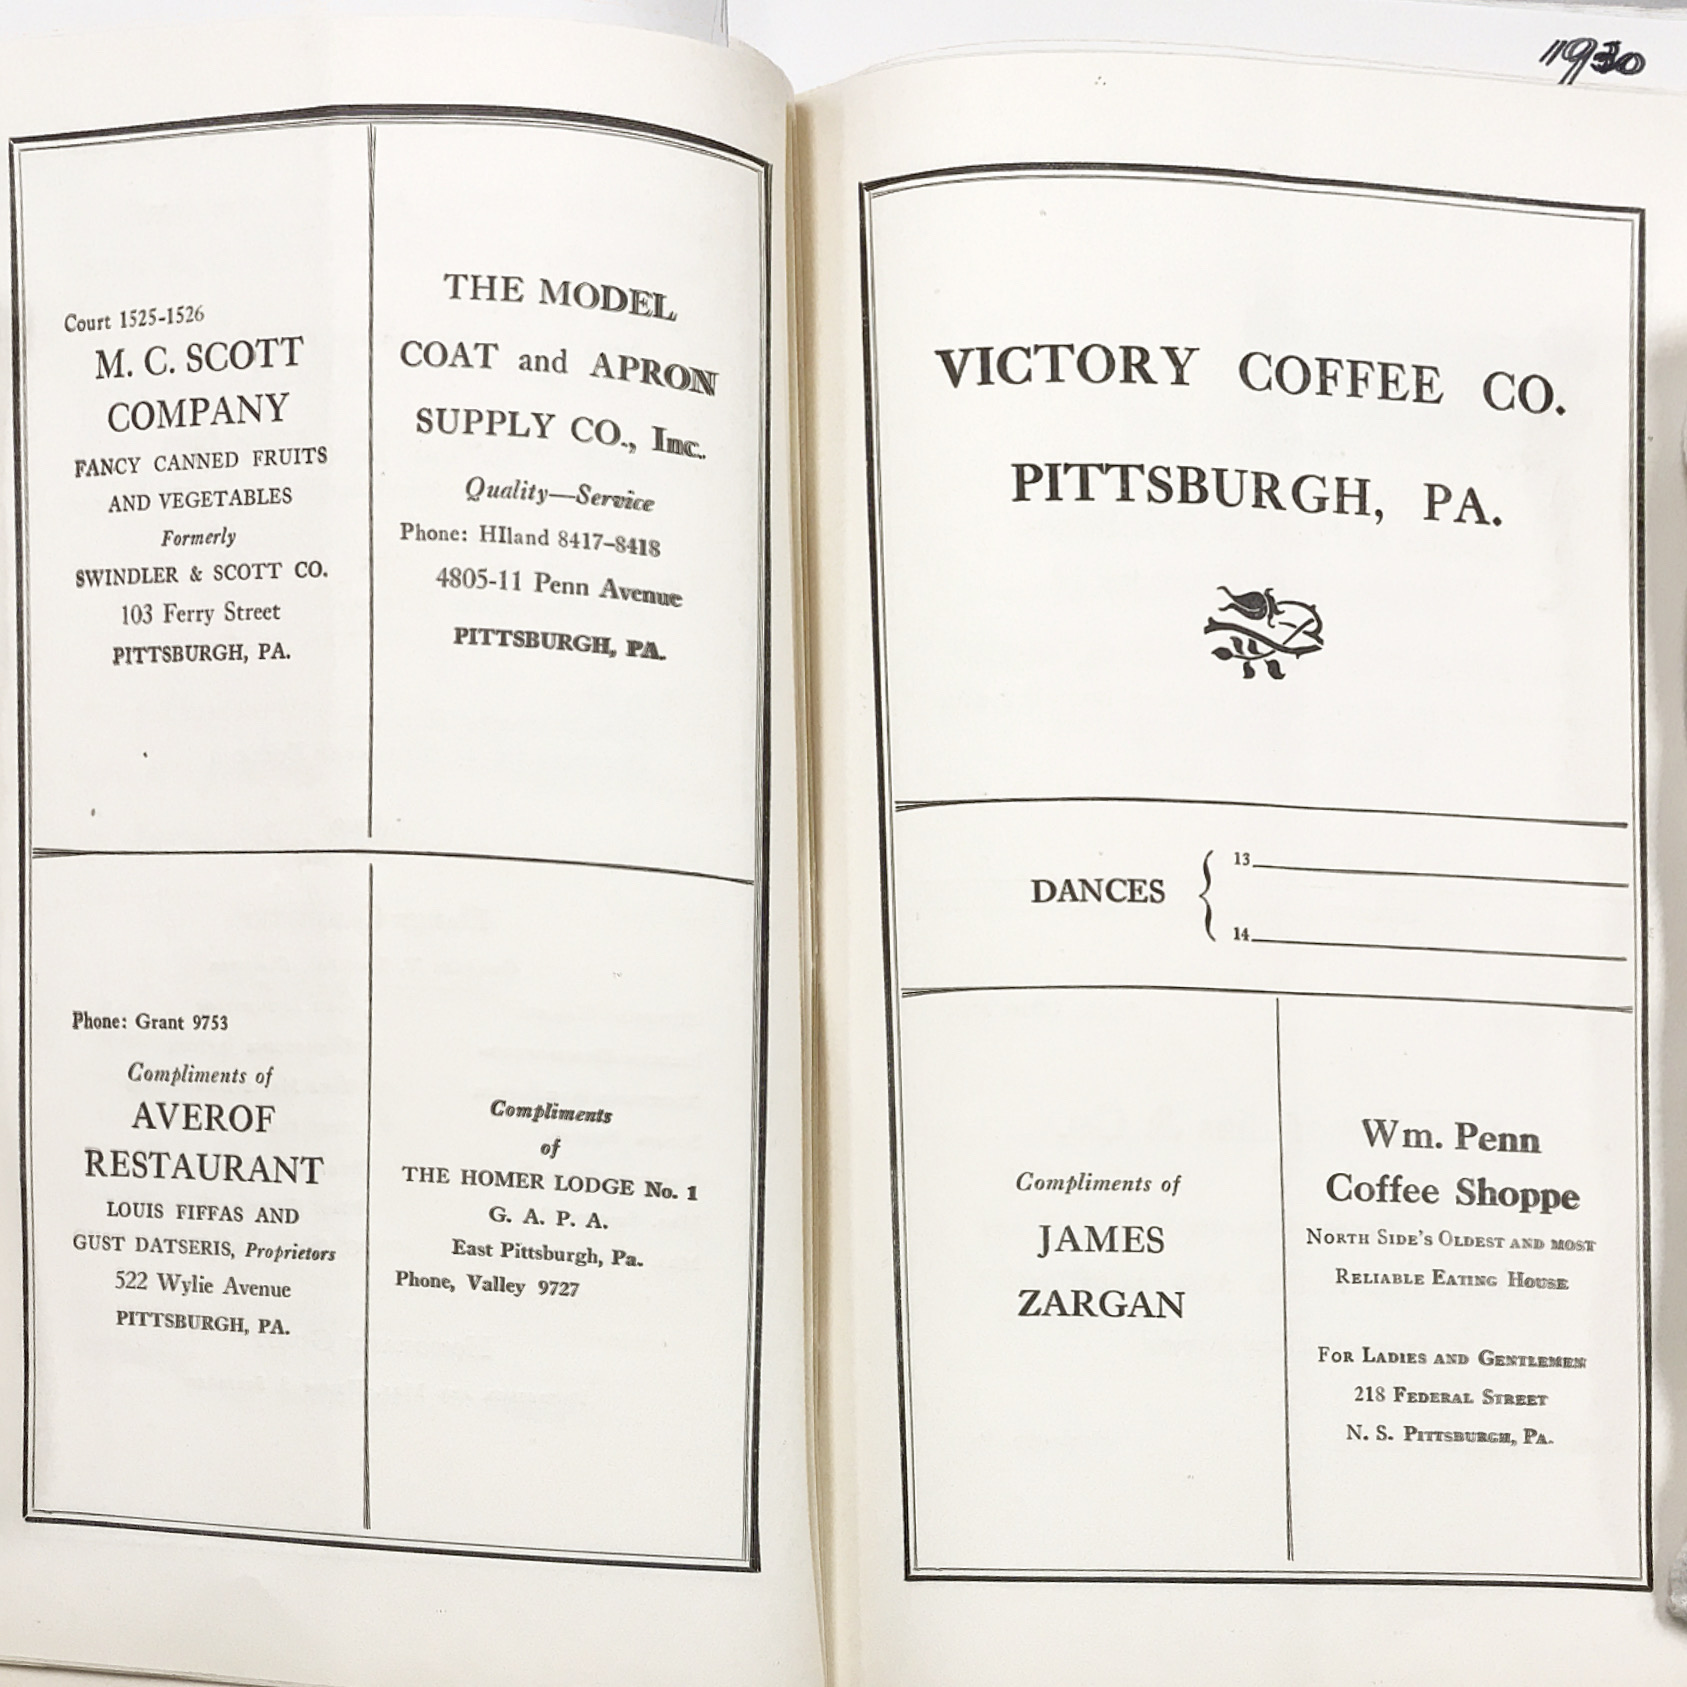 Court 1525-1526
M. C. SCOTT
COMPANY
FANCY CANNED FRUITS
AND VEGETABLES
Formerly
SWINDLER & SCOTT CO.
103 Ferry Street
PITTSBURGH, PA.
THE MODEL
COAT and APRON
SUPPLY CO., Inc.
Quality—Service
Phone: HIland 8417-8418
4805-11 Penn Avenue
PITTSBURGH, PA.
Phone: Grant 9753
Compliments of
AVEROF
RESTAURANT
LOUIS FIFFAS AND
GUST DATSERIS, Proprietors
522 Wylie Avenue
PITTSBURGH, PA.
Compliments
of
THE HOMER LODGE No. 1
G. A. P. A.
East Pittsburgh, Pa.
Phone, Valley 9727
1930
VICTORY COFFEE CO.
PITTSBURGH, PA.
DANCES
13
14
Compliments of
JAMES
ZARGAN
Wm. Penn
Coffee Shoppe
NORTH SIDE'S OLDEST AND MOST
RELIABLE EATING HOUSE
FOR LADIES AND GENTLEMEN
218 FEDERAL STREET
N. S. PITTSBURGH, PA.